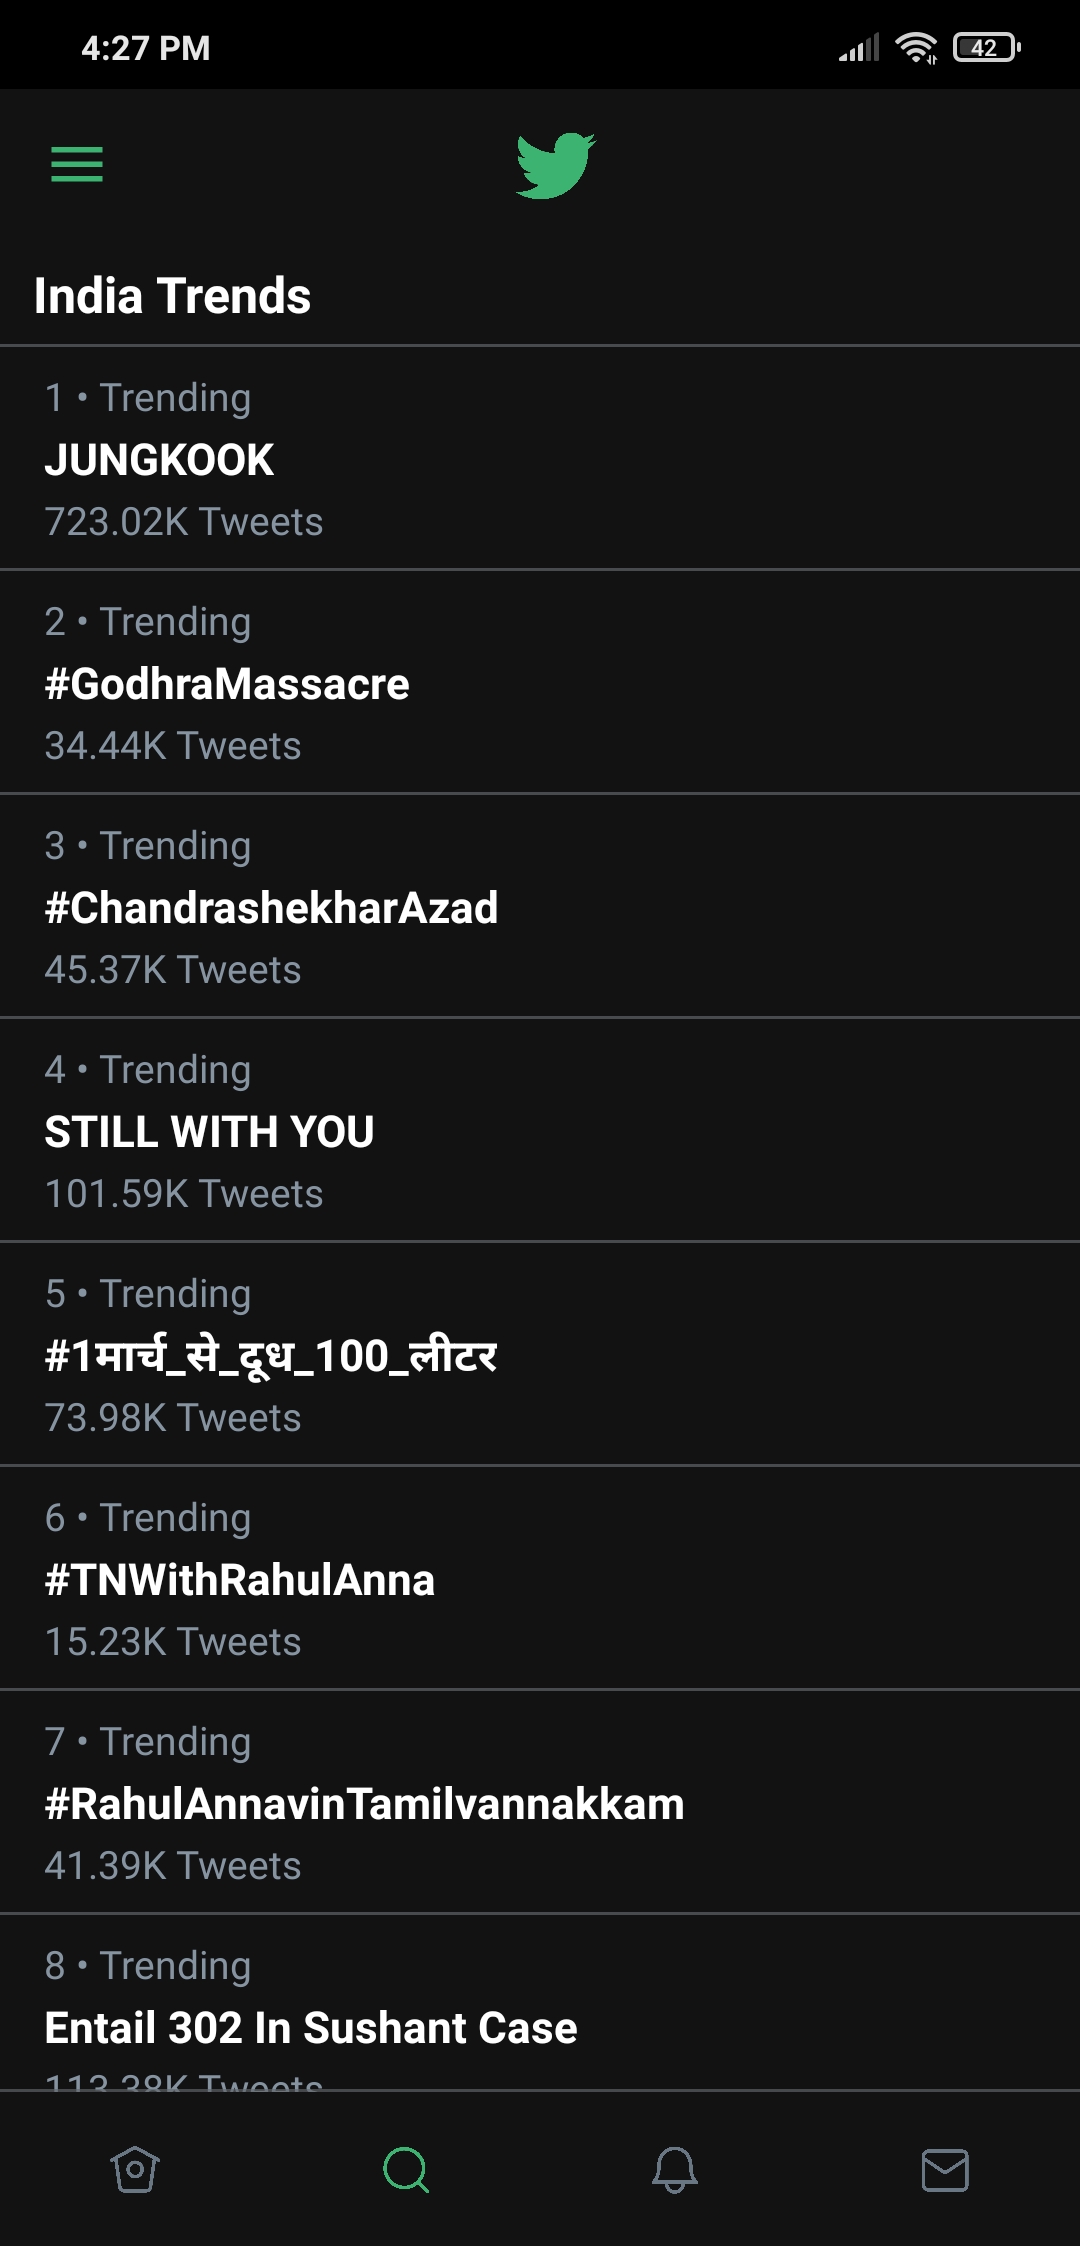 4:27 PM
42
India Trends
1 • Trending
JUNGKOOK
723.02K Tweets
2 • Trending
#GodhraMassacre
34.44K Tweets
3 • Trending
#ChandrashekharAzad
45.37K Tweets
4 • Trending
STILL WITH YOU
101.59K Tweets
5 • Trending
#1मार्च_से_दूध_100_लीटर
73.98K Tweets
6 • Trending
#TNWithRahulAnna
15.23K Tweets
7 • Trending
#RahulAnnavinTamilvannakkam
41.39K Tweets
8 • Trending
Entail 302 In Sushant Case
113.38K Tweets